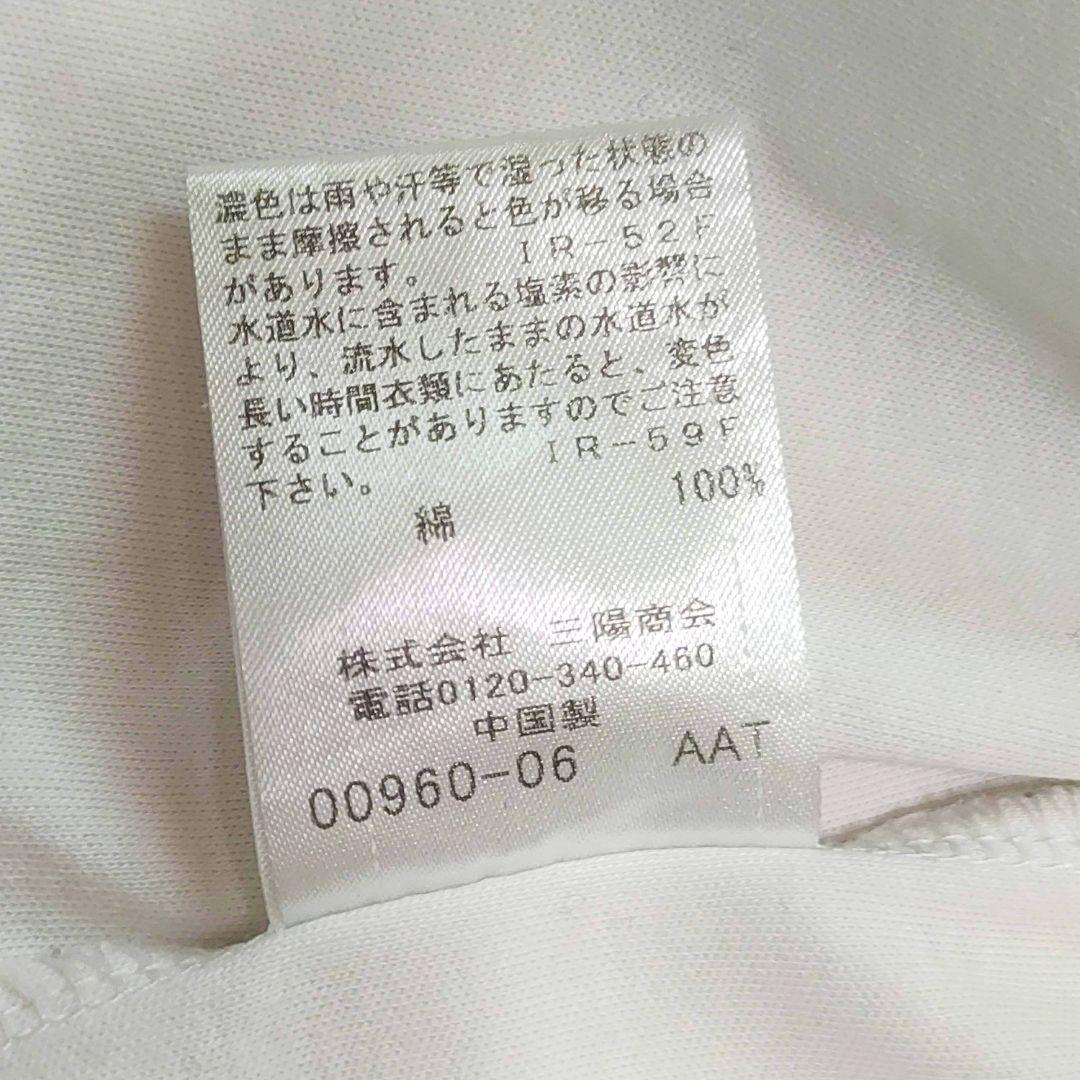 濃色は雨や汗等で湿った状態の
まま摩擦されると色が移る場合
があります。 IR-52F
水道水に含まれる塩素の影響に
より、流水したままの水道水が
長い時間衣類にあたると、変色
することがありますのでご注意
下さい。 IR-59F
綿 100%
株式会社 三陽商会
電話0120-340-460
中国製
00960-06 AAT